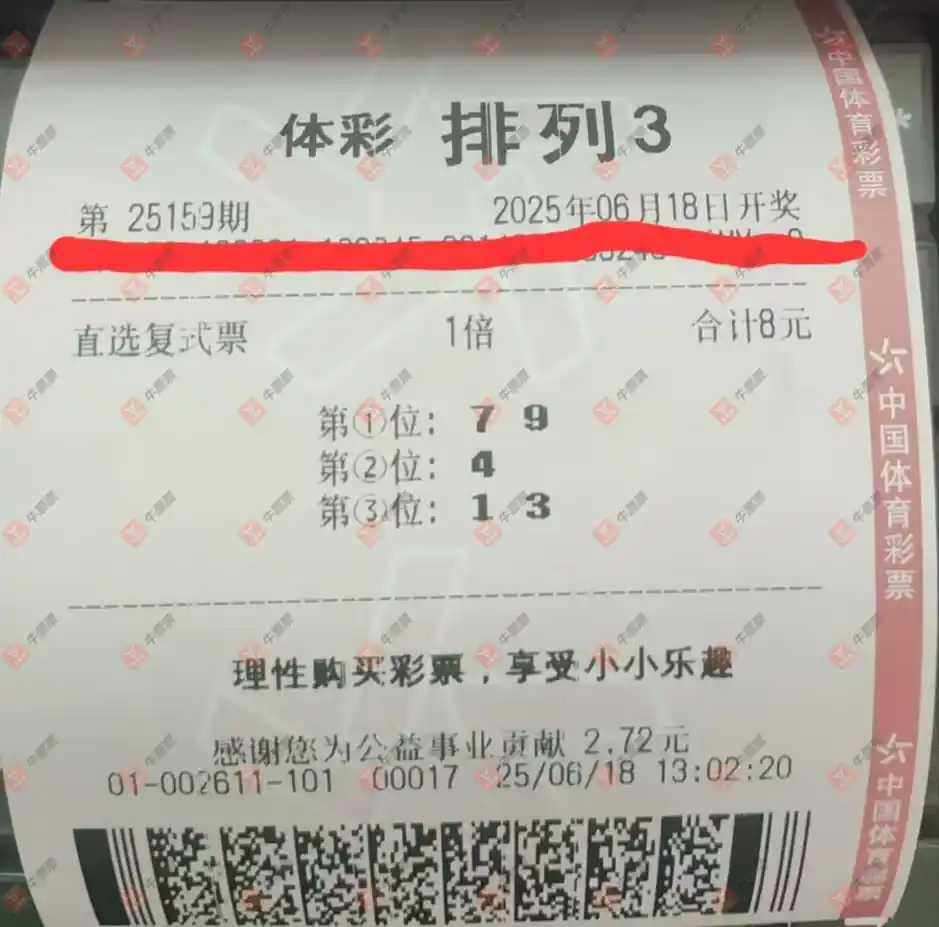 体彩 排列3
第 25159期 2025年06月18日开奖
直选复式票 1倍 合计8元
第①位: 7 9
第②位: 4
第③位: 1 3
理性购买彩票,享受小小乐趣
感谢您为公益事业贡献 2.72元
01-002611-101 00017 25/06/18 13:02:20
中国体育彩票
中国体育彩票
中国体育彩票
牛票票